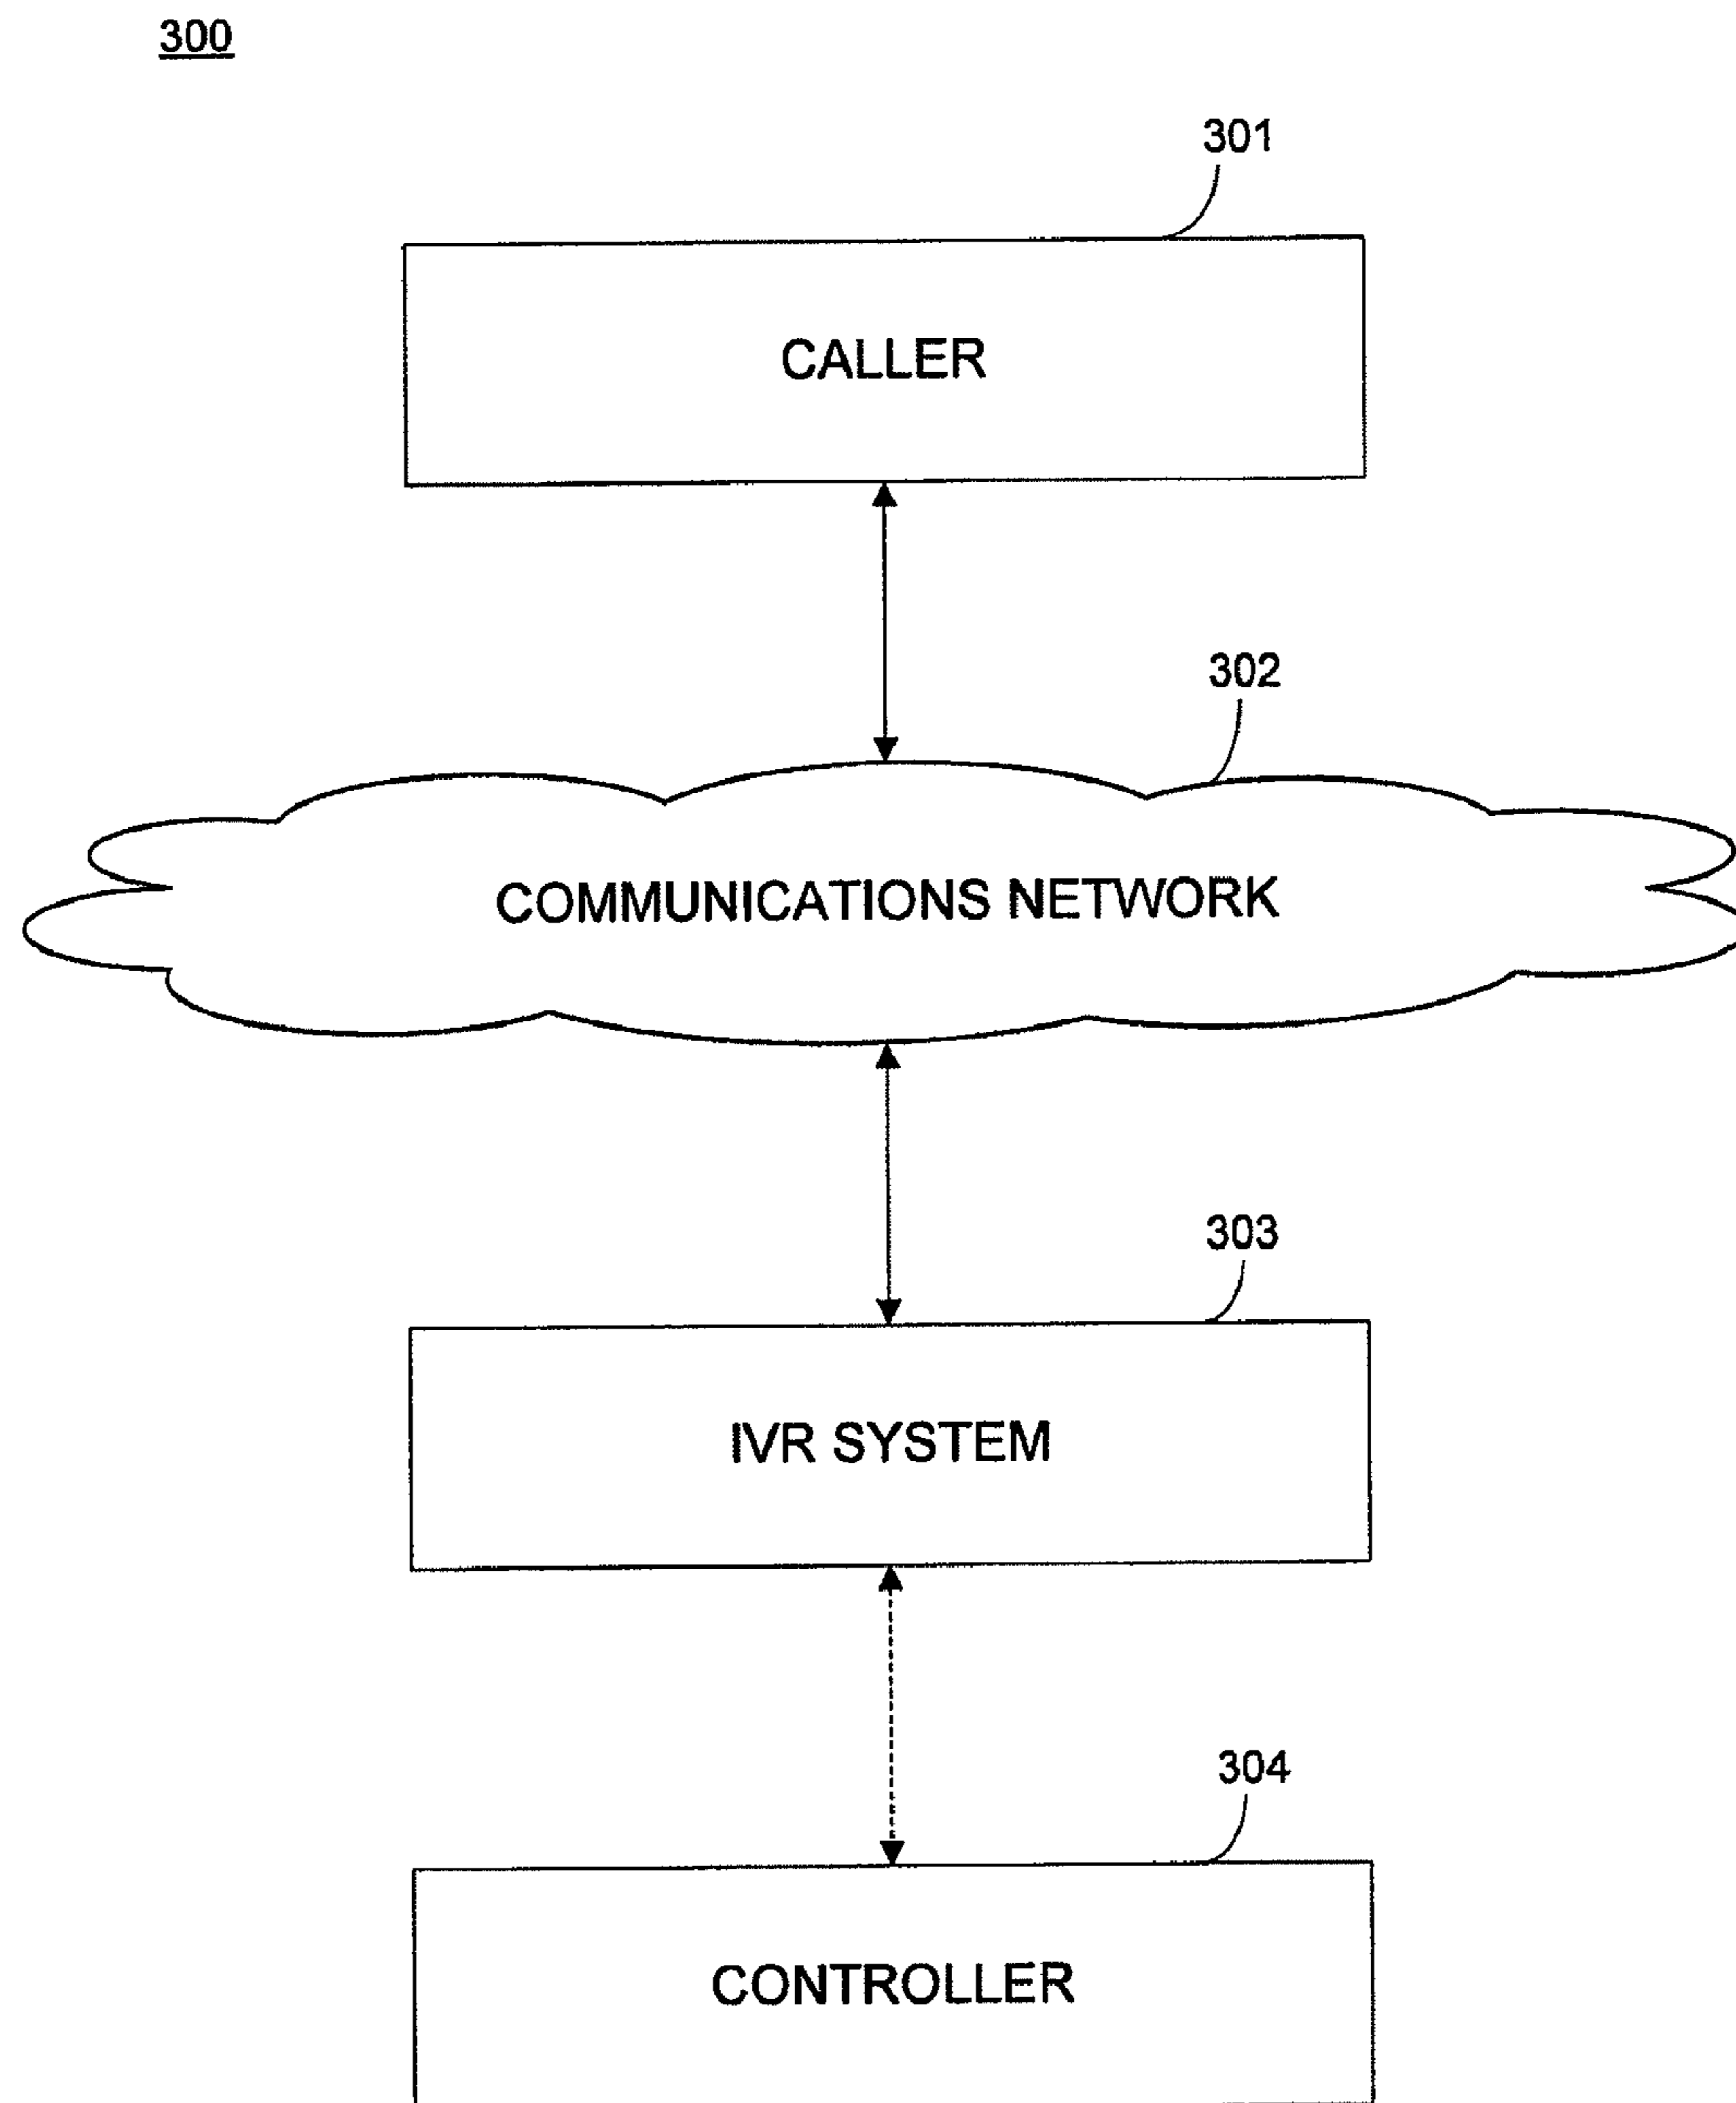 300
301
CALLER
302
COMMUNICATIONS NETWORK
303
IVR SYSTEM
304
CONTROLLER